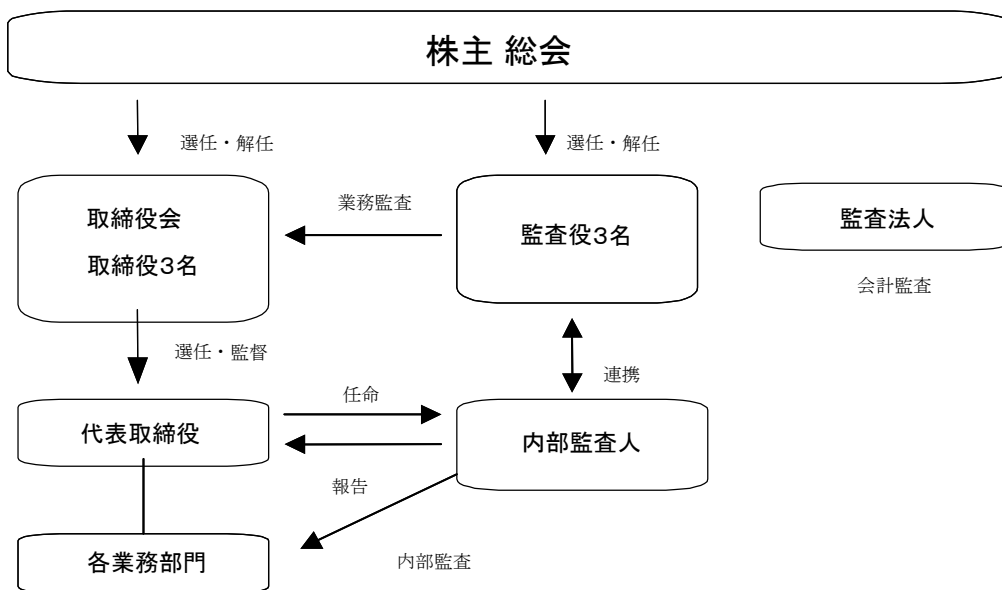 株主 総会
選任・解任
選任・解任
取締役会
取締役3名
業務監査
監査役3名
監査法人
会計監査
選任・監督
連携
代表取締役
任命
内部監査人
報告
各業務部門
内部監査